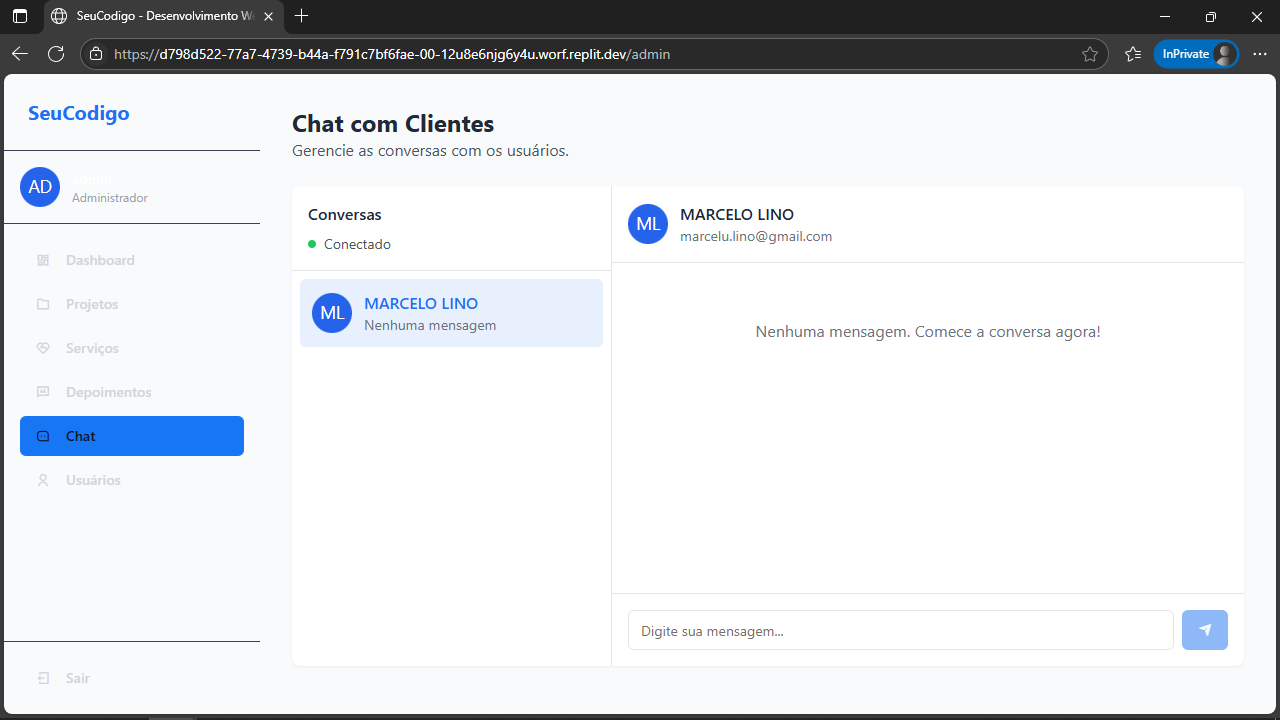 SeuCodigo - Desenvolvimento W
https://d798d522-77a7-4739-b44a-f791c7bf6fae-00-12u8e6njg6y4u.worf.replit.dev/admin
InPrivate
SeuCodigo
AD
admin
Administrador
Dashboard
Projetos
Serviços
Depoimentos
Chat
Usuários
Sair
Chat com Clientes
Gerencie as conversas com os usuários.
Conversas
Conectado
ML
MARCELO LINO
Nenhuma mensagem
ML
MARCELO LINO
marcelu.lino@gmail.com
Nenhuma mensagem. Comece a conversa agora!
Digite sua mensagem...